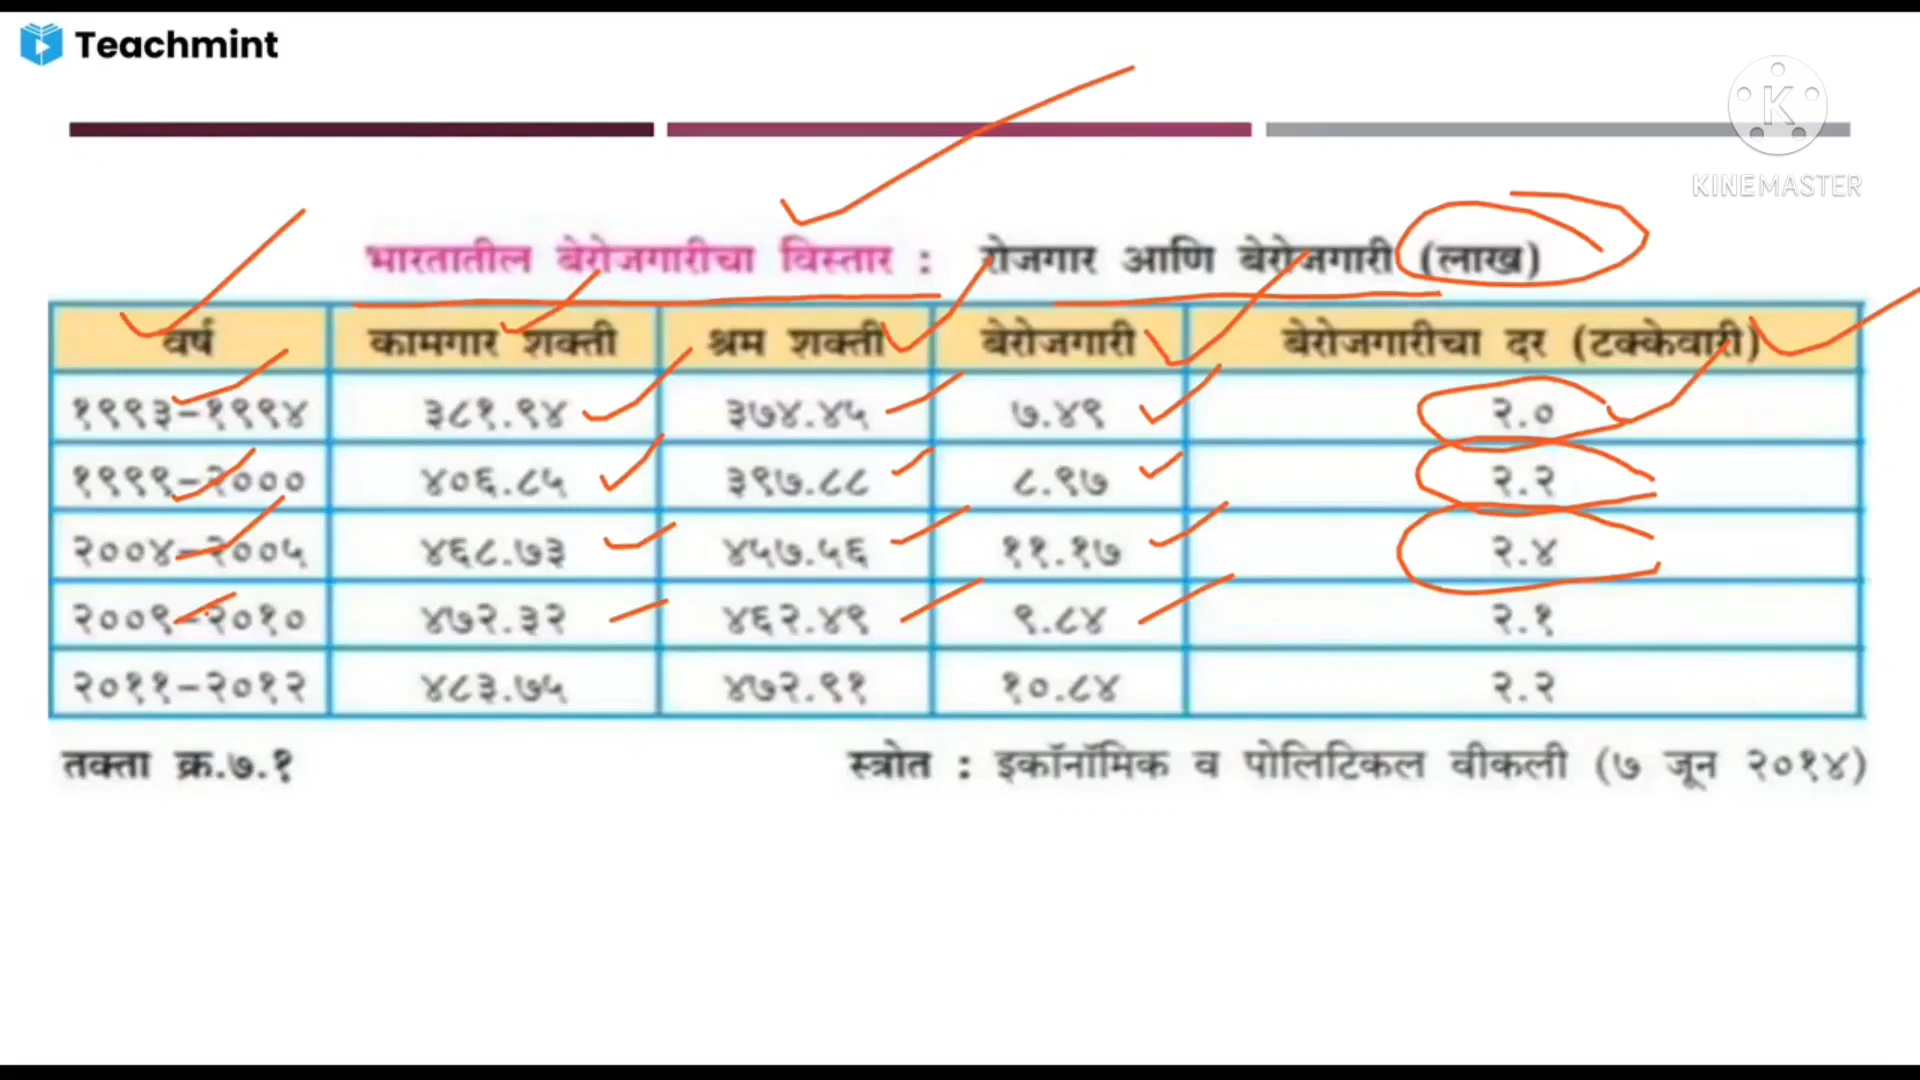 Teachmint
KINEMASTER
भारतातील बेरोजगारीचा विस्तार : रोजगार आणि बेरोजगारी (लाख)
वर्ष कामगार शक्ती श्रम शक्ती बेरोजगारी बेरोजगारीचा दर (टक्केवारी)
१९९३-१९९४ ३८१.९४ ३७४.४५ ७.४९ २.०
१९९९-२००० ४०६.८५ ३९७.८८ ८.९७ २.२
२००४-२००५ ४६८.७३ ४५७.५६ ११.१७ २.४
२००९-२०१० ४७२.३२ ४६२.४९ ९.८४ २.१
२०११-२०१२ ४८३.७५ ४७२.९१ १०.८४ २.२
तक्ता क्र.७.१ स्त्रोत : इकॉनॉमिक व पोलिटिकल वीकली (७ जून २०१४)